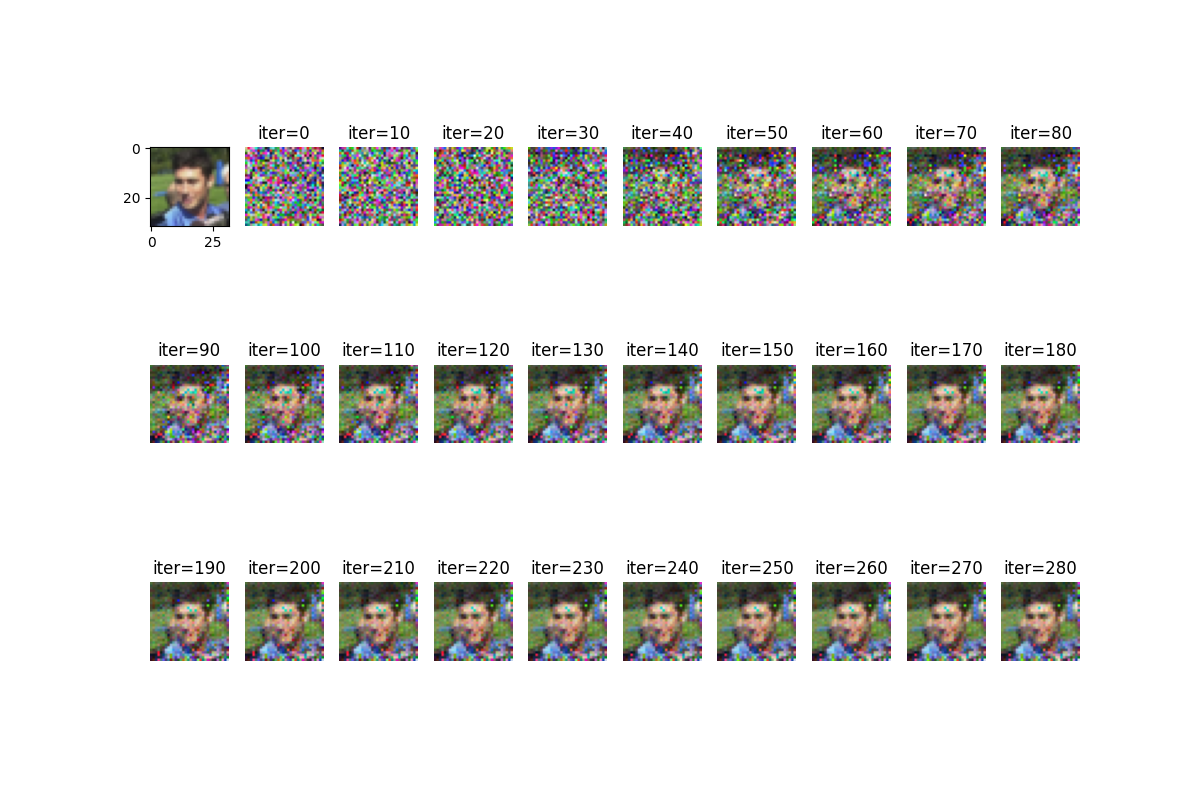 iter=0 iter=10 iter=20 iter=30 iter=40 iter=50 iter=60 iter=70 iter=80
0
20
0 25
iter=90 iter=100 iter=110 iter=120 iter=130 iter=140 iter=150 iter=160 iter=170 iter=180
iter=190 iter=200 iter=210 iter=220 iter=230 iter=240 iter=250 iter=260 iter=270 iter=280